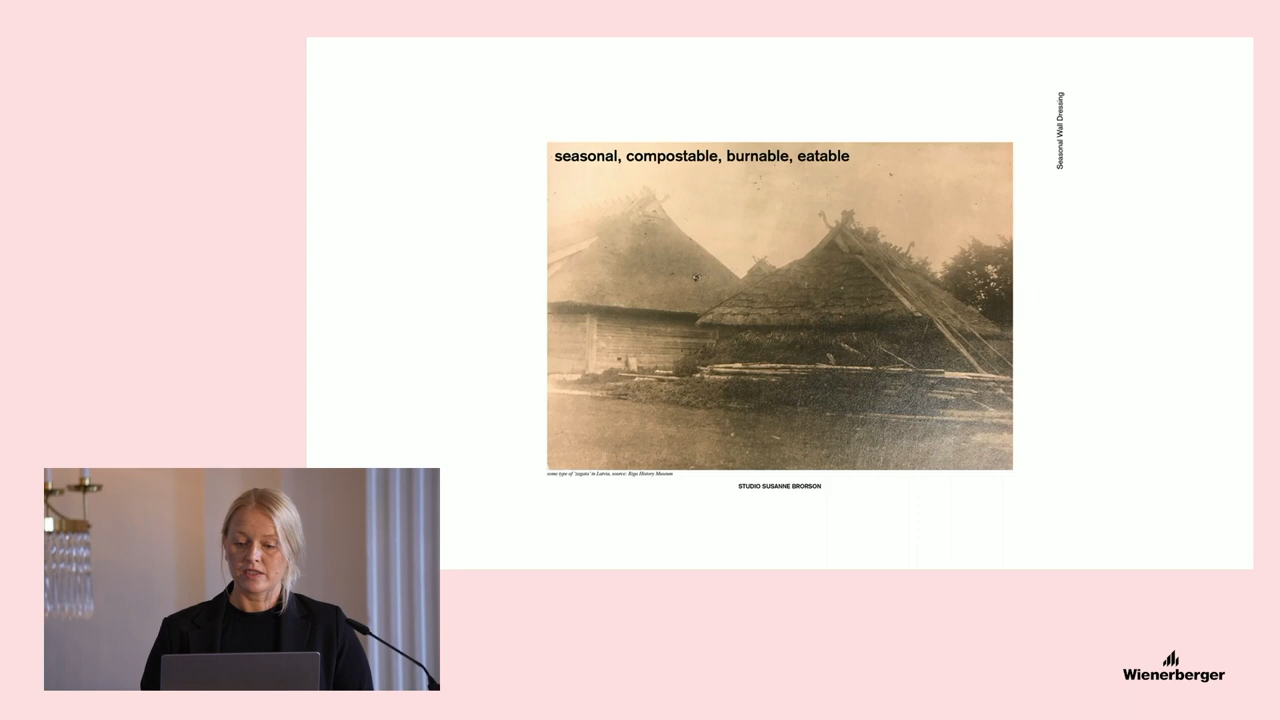 seasonal, compostable, burnable, eatable
Seasonal Wall Dressing
some type of 'zagata' in Latvia, source: Riga History Museum
STUDIO SUSANNE BRORSON
Wienerberger